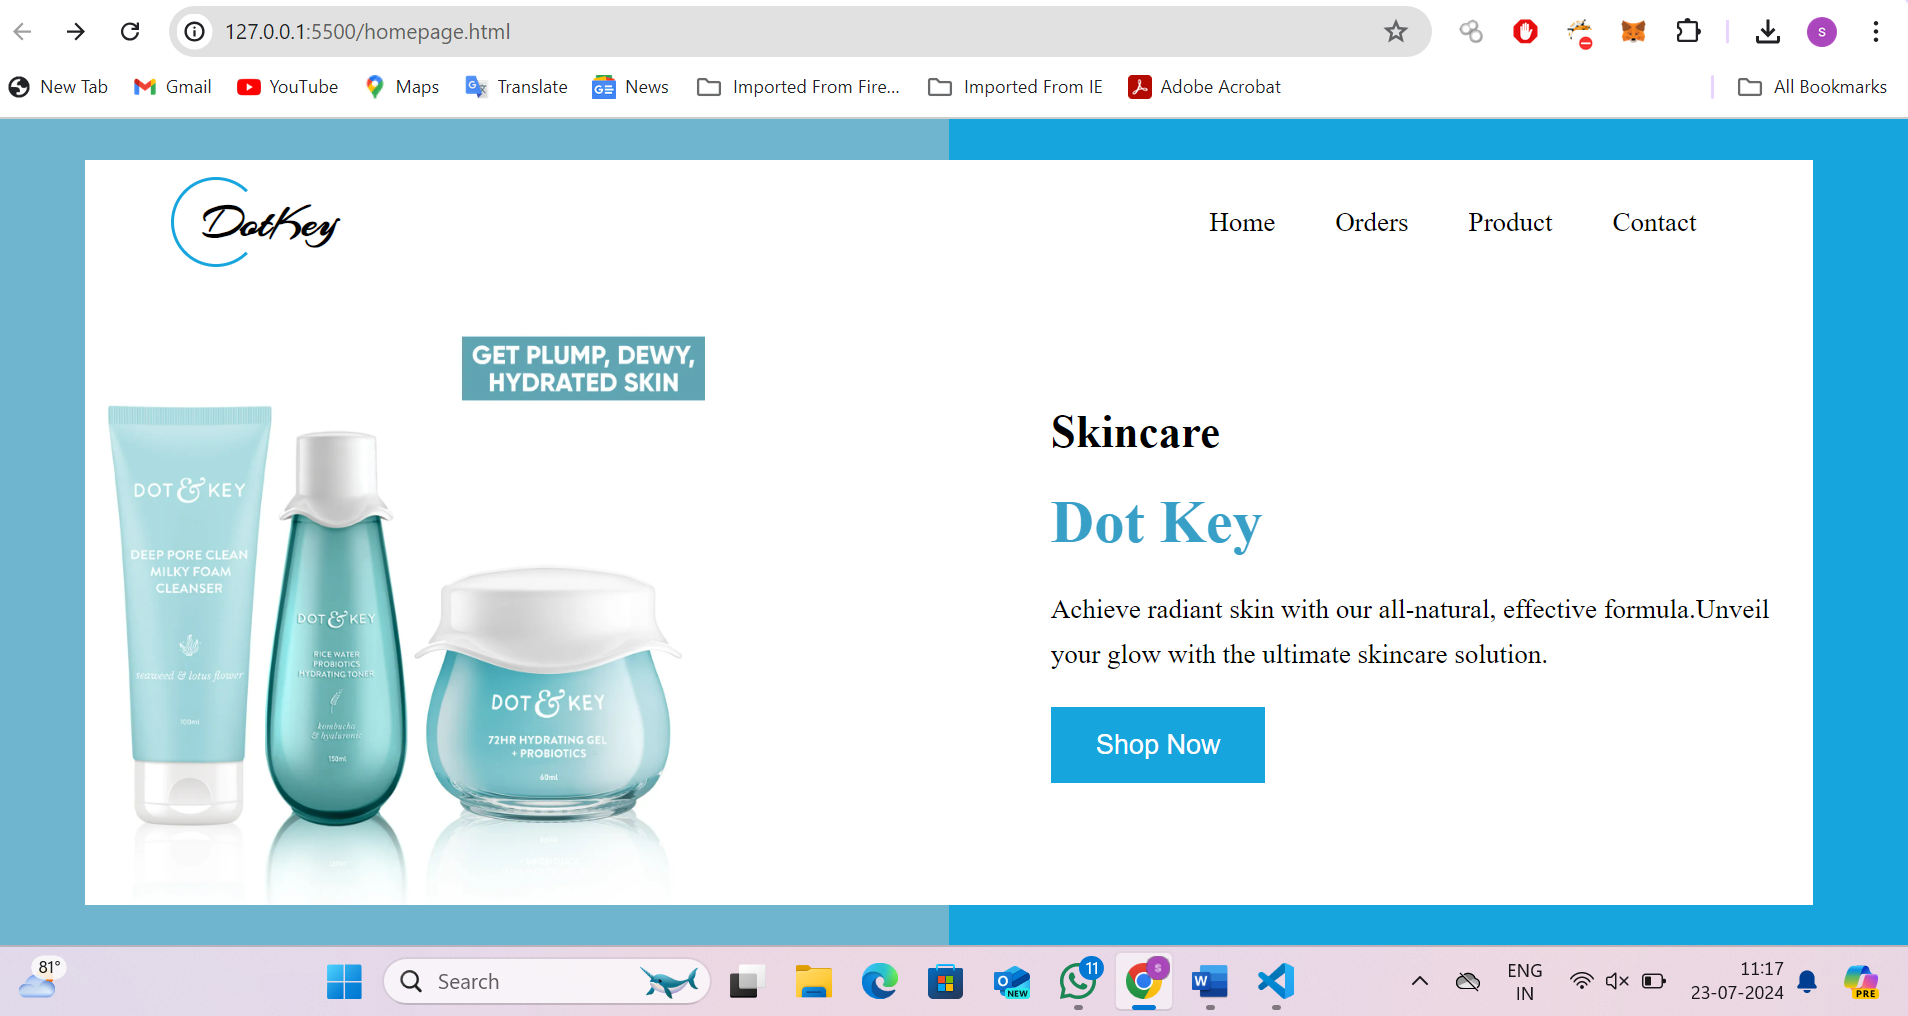 127.0.0.1:5500/homepage.html
S
New Tab
Gmail
YouTube
Maps
Translate
News
Imported From Fire...
Imported From IE
Adobe Acrobat
All Bookmarks
DotKey
Home
Orders
Product
Contact
GET PLUMP, DEWY,
HYDRATED SKIN
DOT & KEY
DEEP PORE CLEAN
MILKY FOAM
CLEANSER
seaweed & lotus flower
100ml
DOT & KEY
RICE WATER
PROBIOTICS
HYDRATING TONER
kombucha
& hyaluronic
150ml
DOT & KEY
72HR HYDRATING GEL
+ PROBIOTICS
60ml
Skincare
Dot Key
Achieve radiant skin with our all-natural, effective formula.Unveil
your glow with the ultimate skincare solution.
Shop Now
81°
Search
NEW
11
S
ENG
IN
11:17
23-07-2024
PRE